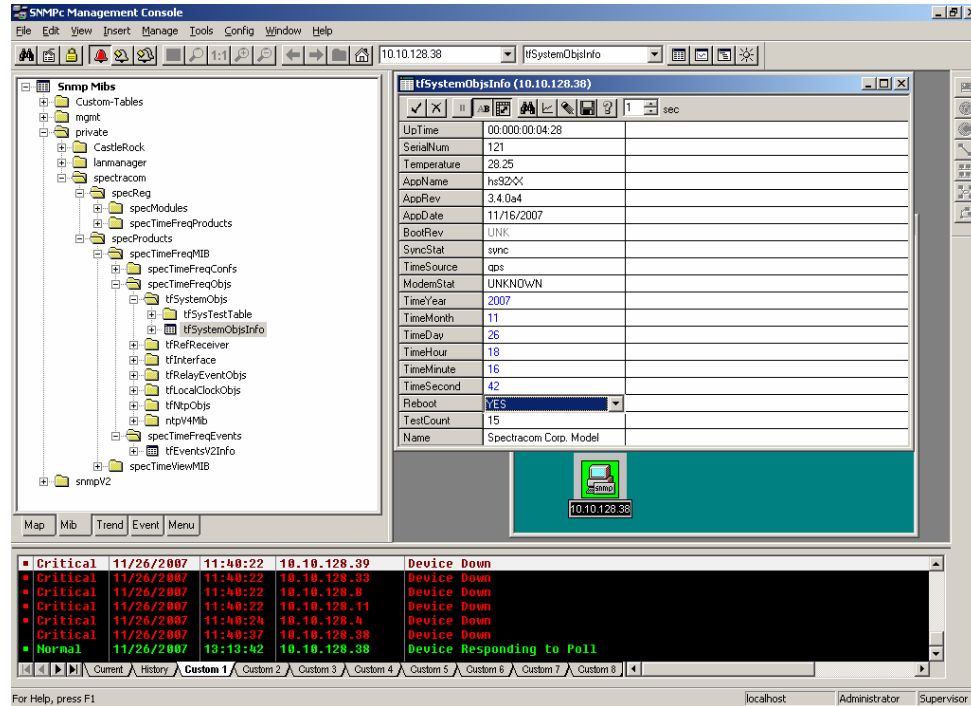 SNMPc Management Console
File Edit View Insert Manage Tools Config Window Help
1:1 10.10.128.38 tfSystemObjsInfo
Snmp Mibs
Custom-Tables
mgmt
private
CastleRock
lanmanager
spectracom
specReg
specModules
specTimeFreqProducts
specProducts
specTimeFreqMIB
specTimeFreqConfs
specTimeFreqObjs
tfSystemObjs
tfSysTestTable
tfSystemObjsInfo
tfRefReceiver
tfInterface
tfRelayEventObjs
tfLocalClockObjs
tfNtpObjs
ntpV4Mib
specTimeFreqEvents
tfEventsV2Info
specTimeViewMIB
snmpV2
Map Mib Trend Event Menu
tfSystemObjsInfo (10.10.128.38)
AB 1 sec
UpTime 00:000:00:04:28
SerialNum 121
Temperature 28.25
AppName hs92XX
AppRev 3.4.0a4
AppDate 11/16/2007
BootRev UNK
SyncStat sync
TimeSource gps
ModemStat UNKNOWN
TimeYear 2007
TimeMonth 11
TimeDay 26
TimeHour 18
TimeMinute 16
TimeSecond 42
Reboot YES
TestCount 15
Name Spectracom Corp. Model
snmp
10.10.128.38
Critical 11/26/2007 11:40:22 10.10.128.39 Device Down
Critical 11/26/2007 11:40:22 10.10.128.33 Device Down
Critical 11/26/2007 11:40:22 10.10.128.8 Device Down
Critical 11/26/2007 11:40:22 10.10.128.11 Device Down
Critical 11/26/2007 11:40:24 10.10.128.4 Device Down
Critical 11/26/2007 11:40:37 10.10.128.38 Device Down
Normal 11/26/2007 13:13:42 10.10.128.38 Device Responding to Poll
Current History Custom 1 Custom 2 Custom 3 Custom 4 Custom 5 Custom 6 Custom 7 Custom 8
For Help, press F1 localhost Administrator Supervisor